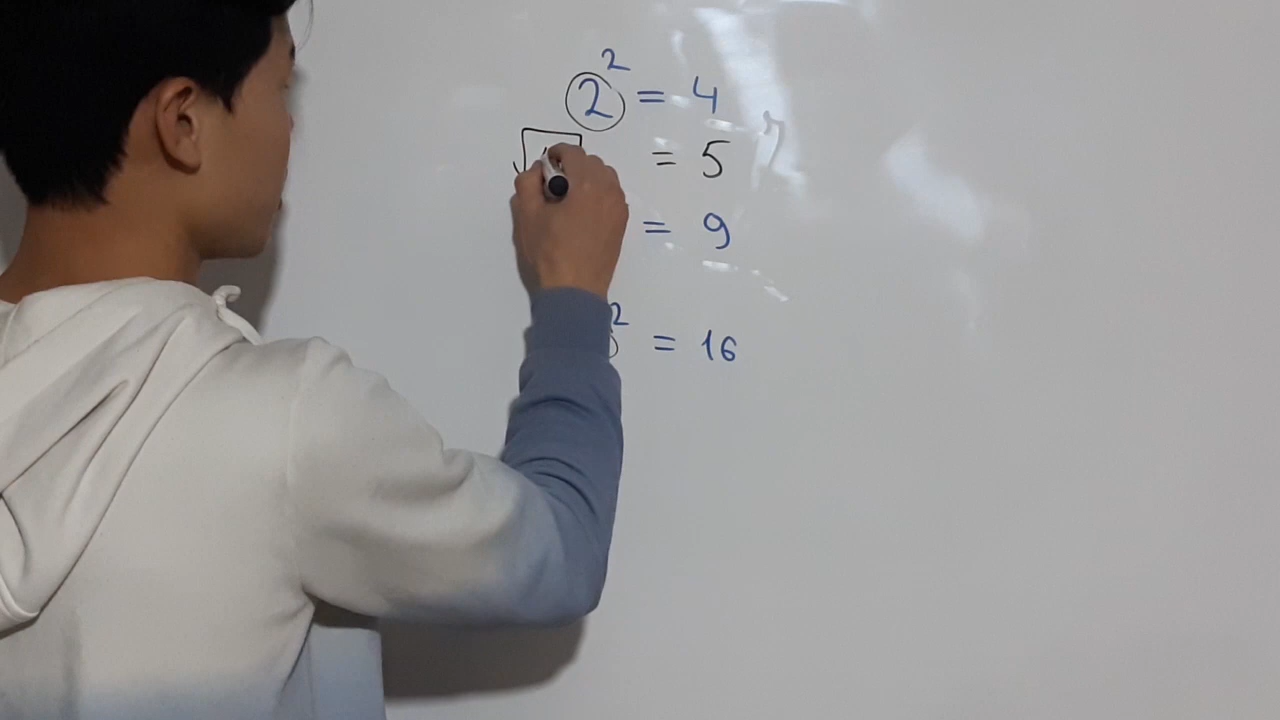 2² = 4
√ = 5
= 9
² = 16